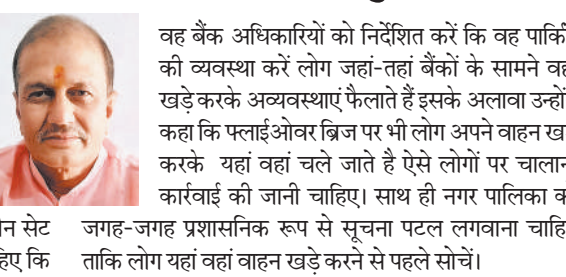 वह बैंक अधिकारियों को निर्देशित करें कि वह पार्किं
की व्यवस्था करें लोग जहां-तहां बैंकों के सामने वह
खड़े करके अव्यवस्थाएं फैलाते हैं इसके अलावा उन्हों
कहा कि फ्लाईओवर ब्रिज पर भी लोग अपने वाहन खड़
करके यहां वहां चले जाते है ऐसे लोगों पर चालान
कार्रवाई की जानी चाहिए। साथ ही नगर पालिका क
सेट जगह-जगह प्रशासनिक रूप से सूचना पटल लगवाना चाहि
कि ताकि लोग यहां वहां वाहन खड़े करने से पहले सोचें।